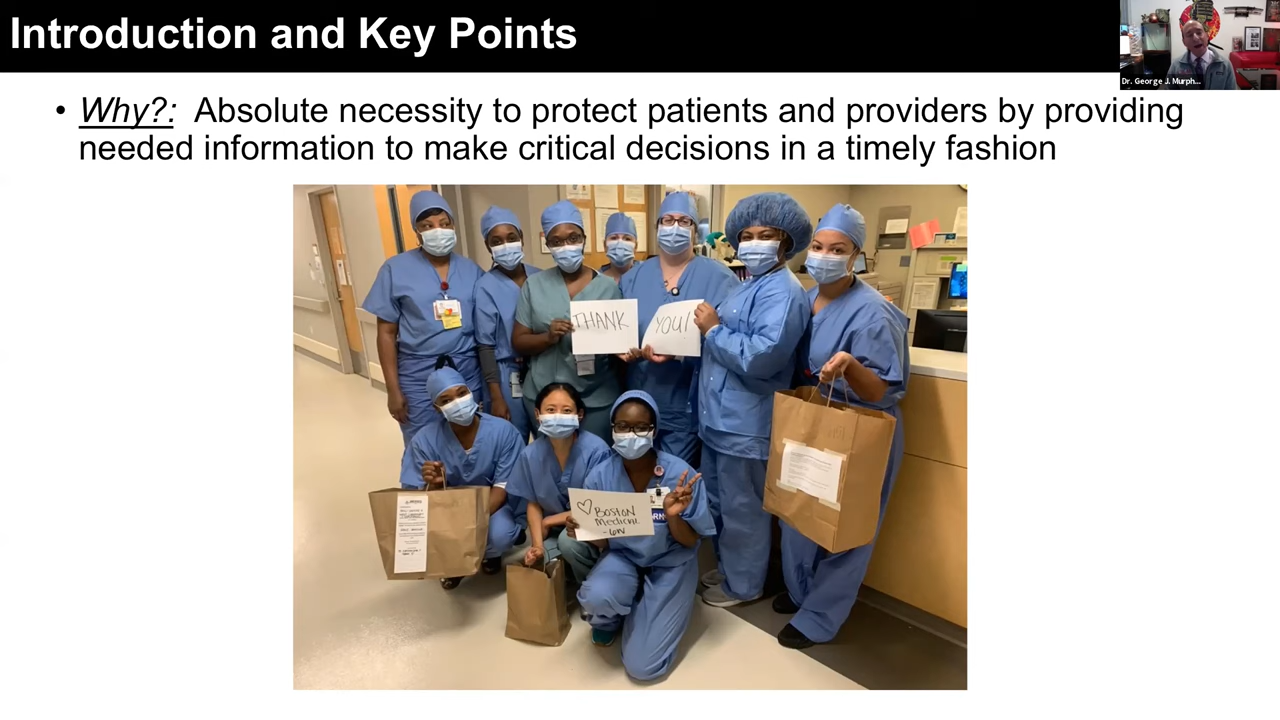 Introduction and Key Points
Dr. George J. Murph...
• Why?: Absolute necessity to protect patients and providers by providing
needed information to make critical decisions in a timely fashion
THANK
YOU!
♡ BOSTON
MEDICAL
RN